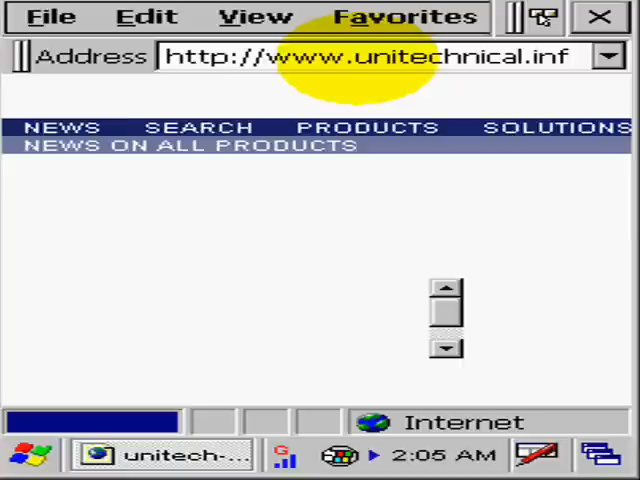 File Edit View Favorites
Address http://www.unitechnical.inf
NEWS SEARCH PRODUCTS SOLUTIONS
NEWS ON ALL PRODUCTS
Internet
unitech-... G 2:05 AM